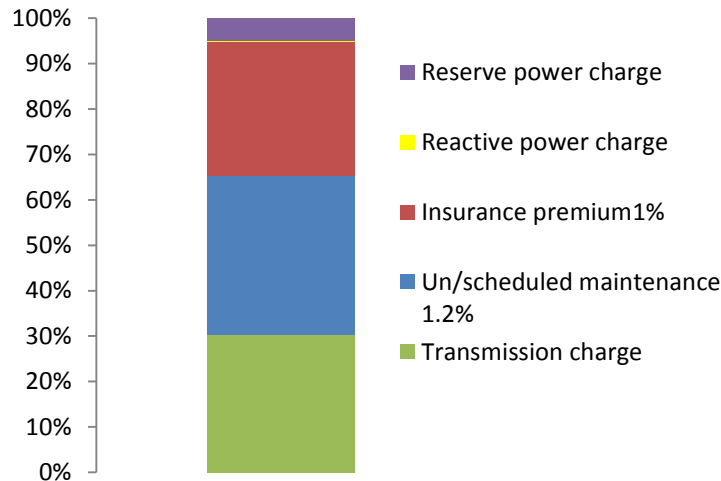 100%
90%
80%
70%
60%
50%
40%
30%
20%
10%
0%
Reserve power charge
Reactive power charge
Insurance premium1%
Un/scheduled maintenance
1.2%
Transmission charge